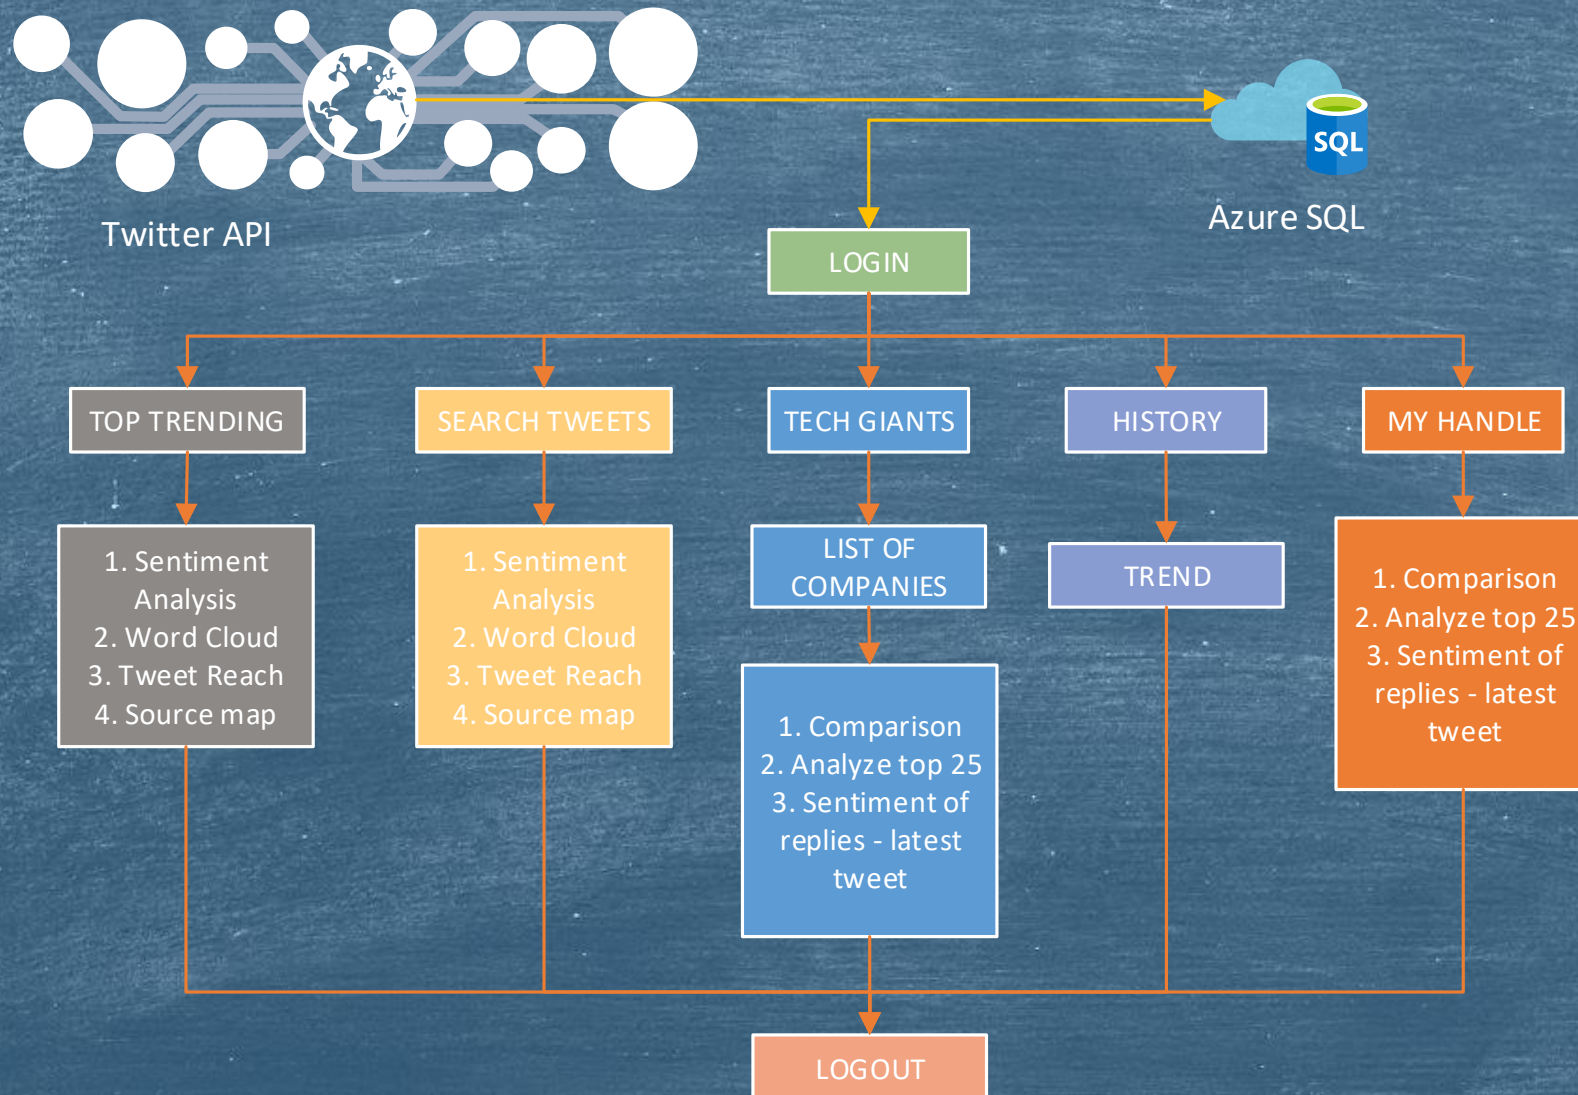 SQL
Twitter API
Azure SQL
LOGIN
TOP TRENDING
SEARCH TWEETS
TECH GIANTS
HISTORY
MY HANDLE
1. Sentiment
Analysis
2. Word Cloud
3. Tweet Reach
4. Source map
1. Sentiment
Analysis
2. Word Cloud
3. Tweet Reach
4. Source map
LIST OF
COMPANIES
TREND
1. Comparison
2. Analyze top 25
3. Sentiment of
replies - latest
tweet
1. Comparison
2. Analyze top 25
3. Sentiment of
replies - latest
tweet
LOGOUT